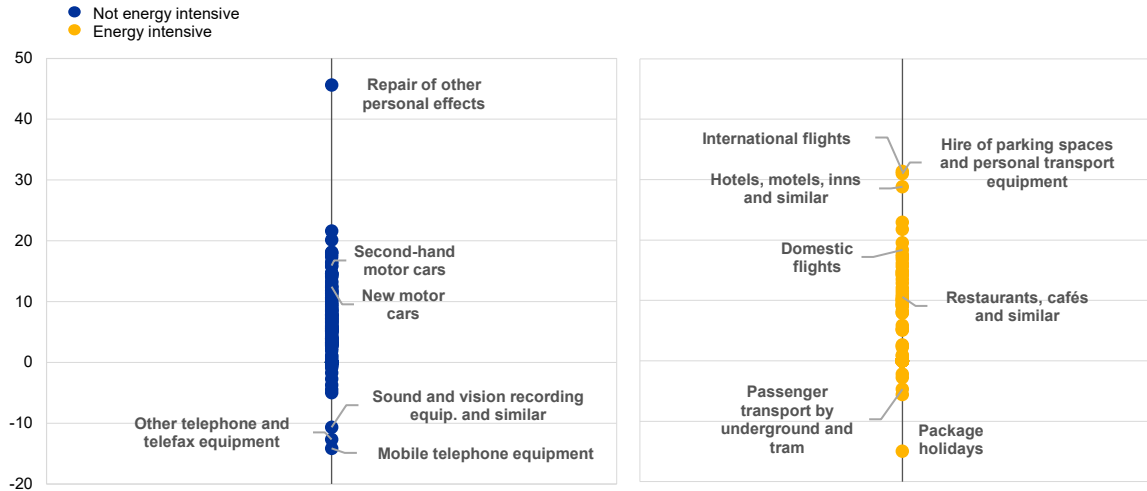 Not energy intensive
Energy intensive
50
40
30
20
10
0
-10
-20
Repair of other
personal effects
Second-hand
motor cars
New motor
cars
Sound and vision recording
equip. and similar
Other telephone and
telefax equipment
Mobile telephone equipment
International flights
Hire of parking spaces
and personal transport
equipment
Hotels, motels, inns
and similar
Domestic
flights
Restaurants, cafés
and similar
Passenger
transport by
underground and
tram
Package
holidays